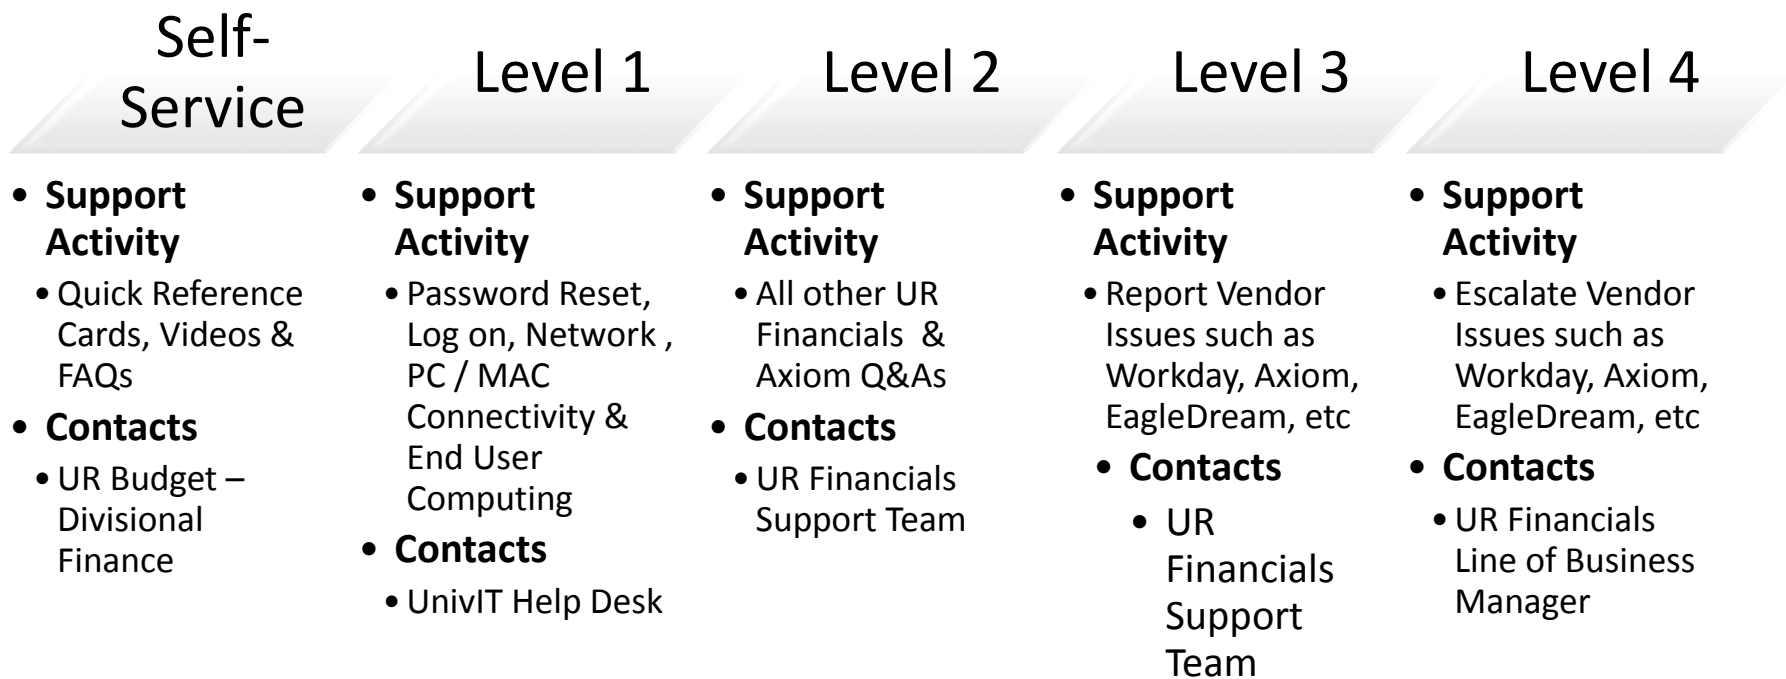 Self-
Service
• Support
Activity
• Quick Reference
Cards, Videos &
FAQs
• Contacts
• UR Budget –
Divisional
Finance
Level 1
• Support
Activity
• Password Reset,
Log on, Network ,
PC / MAC
Connectivity &
End User
Computing
• Contacts
• UnivIT Help Desk
Level 2
• Support
Activity
• All other UR
Financials &
Axiom Q&As
• Contacts
• UR Financials
Support Team
Level 3
• Support
Activity
• Report Vendor
Issues such as
Workday, Axiom,
EagleDream, etc
• Contacts
• UR
Financials
Support
Team
Level 4
• Support
Activity
• Escalate Vendor
Issues such as
Workday, Axiom,
EagleDream, etc
• Contacts
• UR Financials
Line of Business
Manager